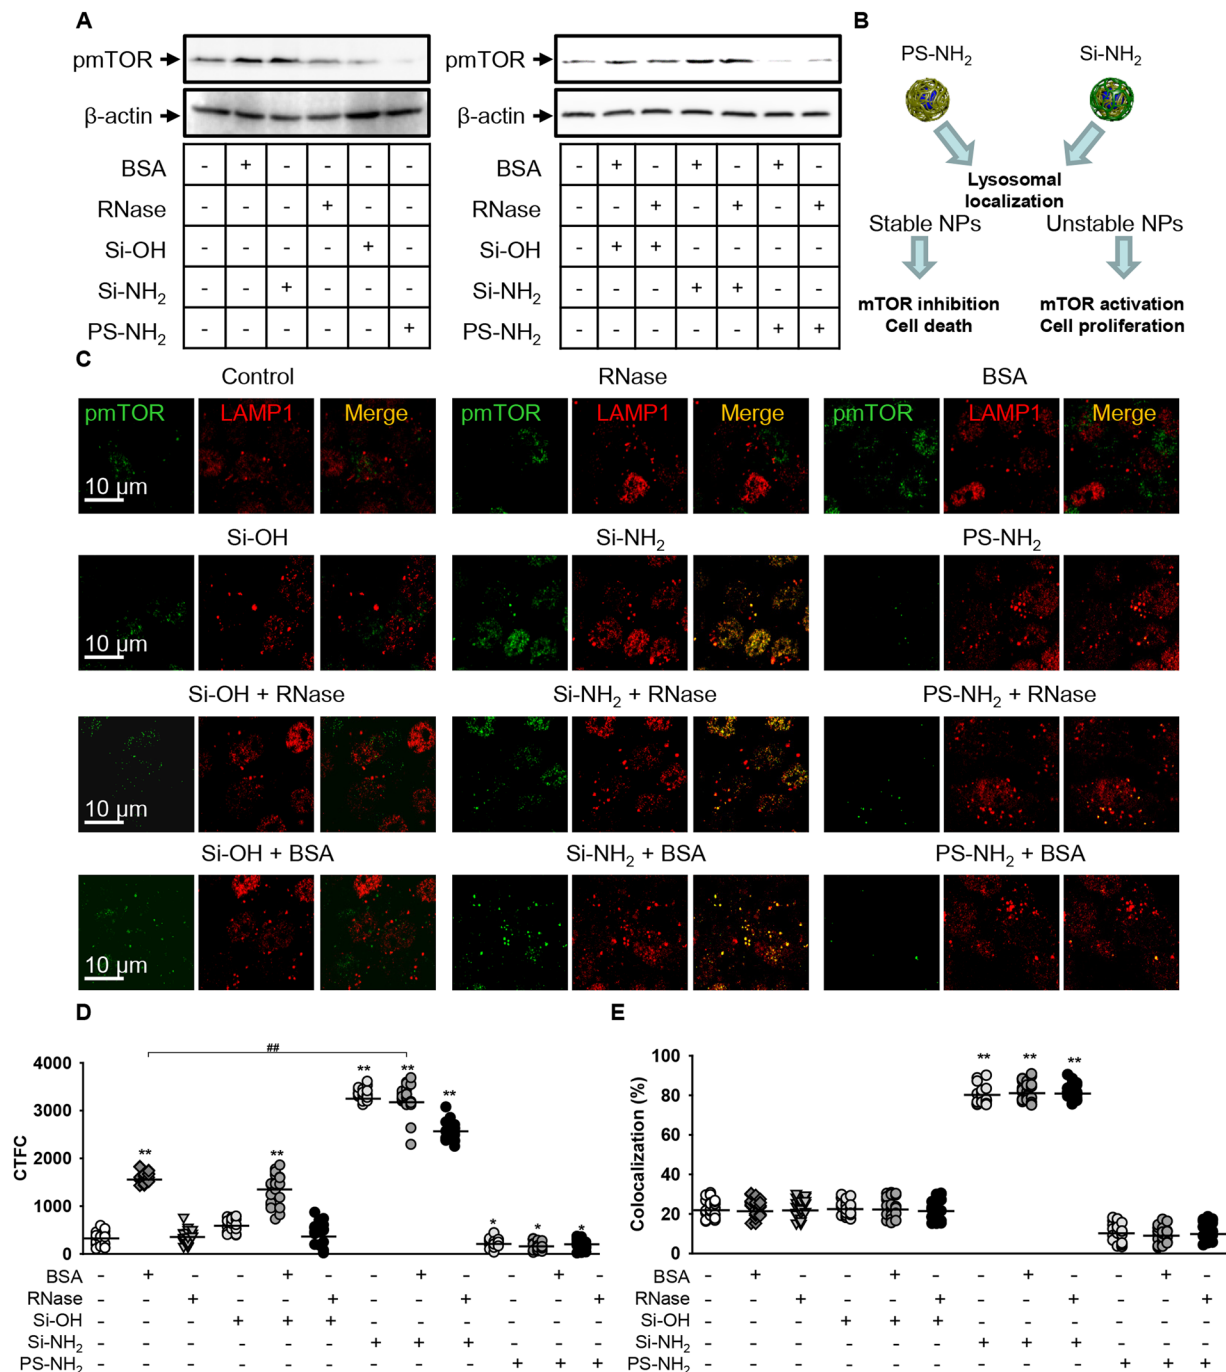 A
pmTOR
β-actin
BSA - + - - - -
RNase - - - + - -
Si-OH - - - - + -
Si-NH2 - - + - - -
PS-NH2 - - - - - +
pmTOR
β-actin
BSA - + - + - + -
RNase - - + - + - +
Si-OH - + + - - - -
Si-NH2 - - - + + - -
PS-NH2 - - - - - + +
B
PS-NH2 Si-NH2
Lysosomal
localization
Stable NPs Unstable NPs
mTOR inhibition mTOR activation
Cell death Cell proliferation
C
Control RNase BSA
pmTOR LAMP1 Merge pmTOR LAMP1 Merge pmTOR LAMP1 Merge
10 µm
Si-OH Si-NH2 PS-NH2
10 µm
Si-OH + RNase Si-NH2 + RNase PS-NH2 + RNase
10 µm
Si-OH + BSA Si-NH2 + BSA PS-NH2 + BSA
10 µm
D
CTFC
4000
3000
2000
1000
0
##
** ** ** ** ** * * *
BSA - + - - + - - + - - + -
RNase - - + - - + - - + - - +
Si-OH - - - + + + - - - - - -
Si-NH2 - - - - - - + + + - - -
PS-NH2 - - - - - - - - - + + +
E
Colocalization (%)
100
80
60
40
20
0
** ** **
BSA - + - - + - - + - - + -
RNase - - + - - + - - + - - +
Si-OH - - - + + + - - - - - -
Si-NH2 - - - - - - + + + - - -
PS-NH2 - - - - - - - - - + + +